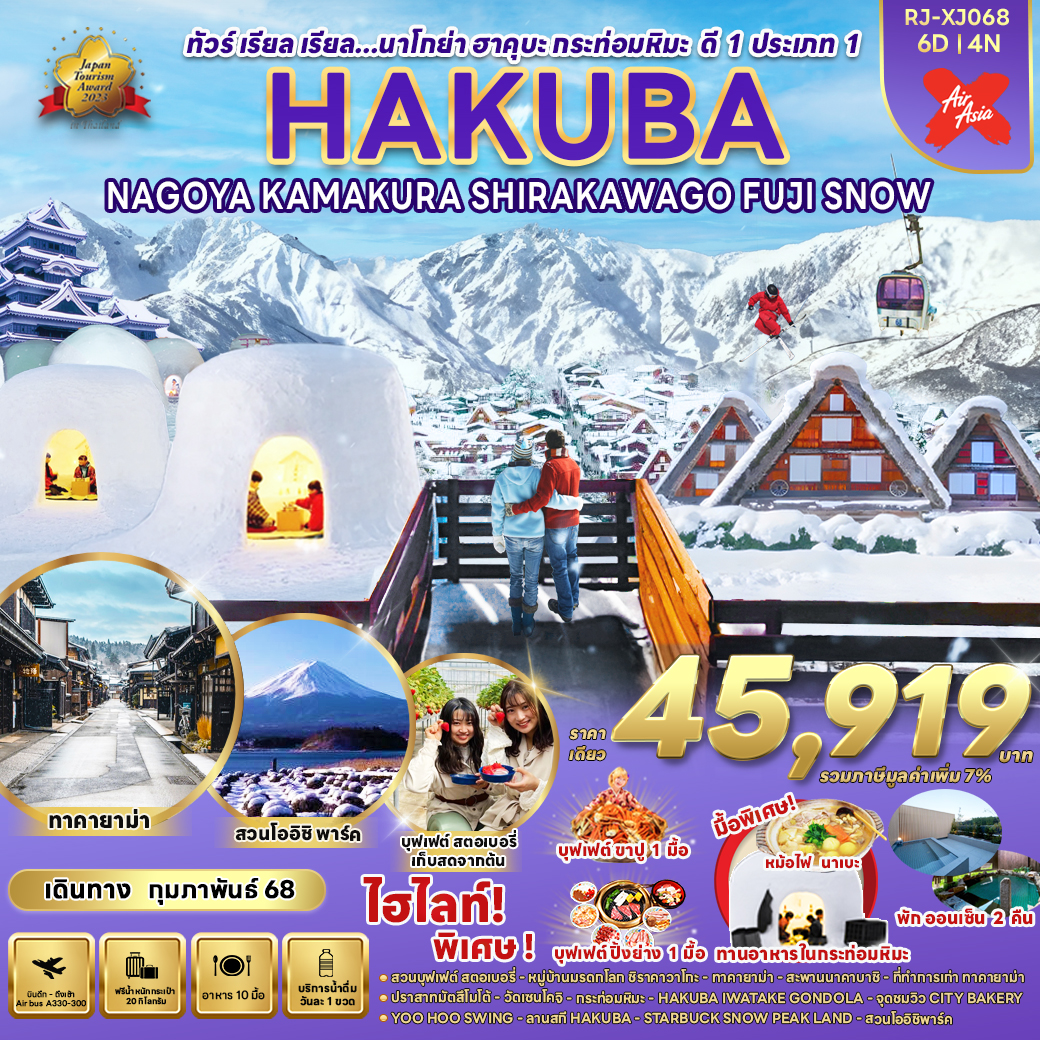 ทัวร์ เรียล เรียล...นาโกย่า ฮาคุบะ กระท่อมหิมะ ดี 1 ประเภท 1
RJ-XJ068
6D | 4N
Air Asia
Japan
Tourism
Award
2023
in Thailand
HAKUBA
NAGOYA KAMAKURA SHIRAKAWAGO FUJI SNOW
ราคาเดียว 45,919 บาท
รวมภาษีมูลค่าเพิ่ม 7%
ทาคายาม่า
สวนโออิชิ พาร์ค
บุฟเฟต์ สตอเบอรี่
เก็บสดจากต้น
บุฟเฟต์ ขาปู 1 มื้อ
มื้อพิเศษ!
หม้อไฟ นาเบะ
พัก ออนเซ็น 2 คืน
บุฟเฟต์ ปิ้งย่าง 1 มื้อ
ทานอาหารในกระท่อมหิมะ
เดินทาง กุมภาพันธ์ 68
ไฮไลท์!
พิเศษ!
บินดึก - ถึงเช้า
Air bus A330-300
ฟรีน้ำหนักกระเป๋า
20 กิโลกรัม
อาหาร 10 มื้อ
บริการน้ำดื่ม
วันละ 1 ขวด
• สวนบุฟเฟต์ สตอเบอรี่ - หมู่บ้านมรดกโลก ชิราคาวาโกะ - ทาคายาม่า - สะพานนาคาบาชิ - ที่ทำการเก่า ทาคายาม่า
• ปราสาทมัตสึโมโต้ - วัดเซนโคจิ - กระท่อมหิมะ - HAKUBA IWATAKE GONDOLA - จุดชมวิว CITY BAKERY
• YOO HOO SWING - ลานสกี HAKUBA - STARBUCK SNOW PEAK LAND - สวนโออิชิพาร์ค